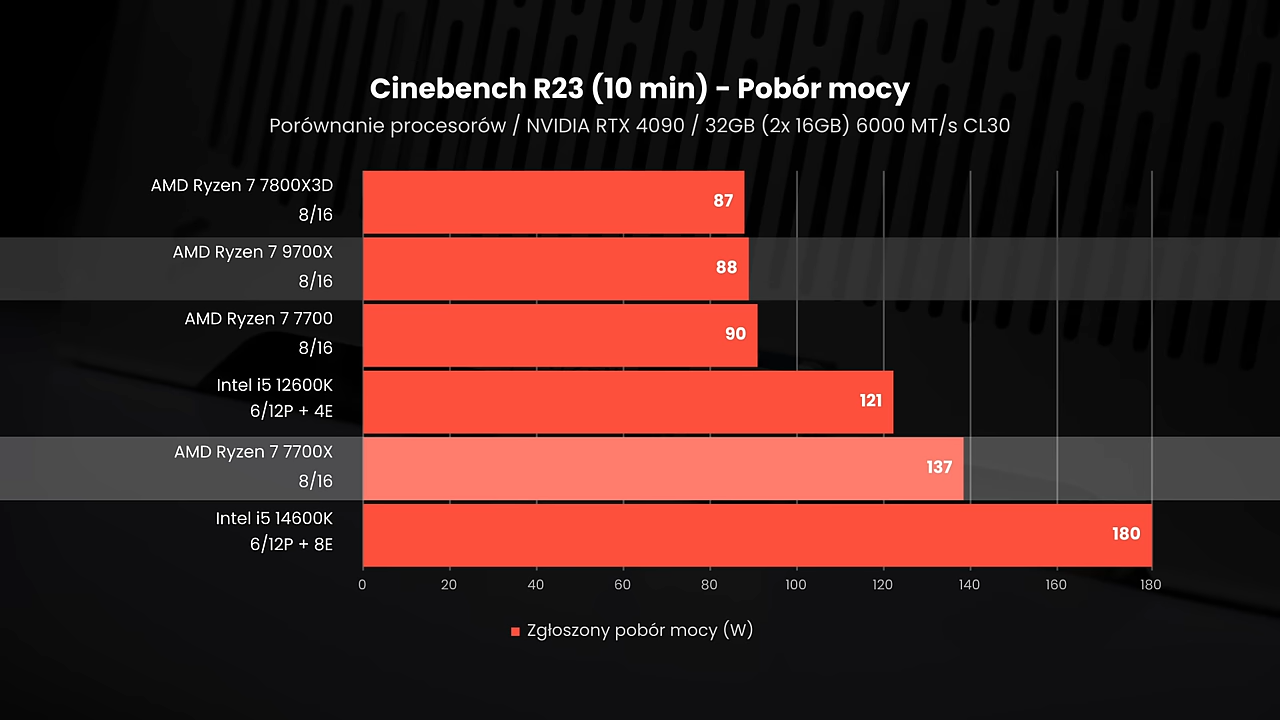 Cinebench R23 (10 min) - Pobór mocy
Porównanie procesorów / NVIDIA RTX 4090 / 32GB (2x 16GB) 6000 MT/s CL30
AMD Ryzen 7 7800X3D
8/16
87
AMD Ryzen 7 9700X
8/16
88
AMD Ryzen 7 7700
8/16
90
Intel i5 12600K
6/12P + 4E
121
AMD Ryzen 7 7700X
8/16
137
Intel i5 14600K
6/12P + 8E
180
0 20 40 60 80 100 120 140 160 180
Zgłoszony pobór mocy (W)